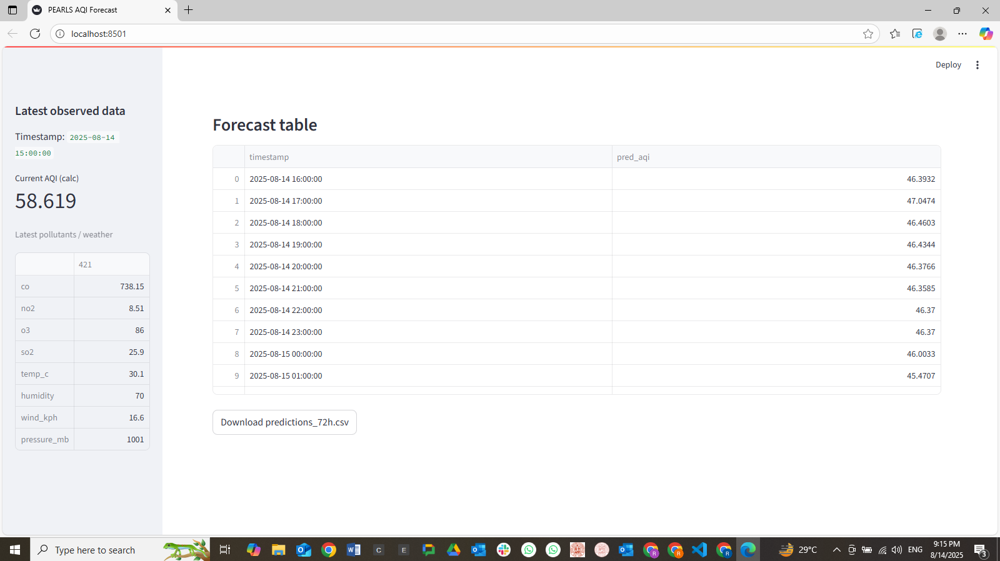 PEARLS AQI Forecast
localhost:8501
Deploy
Latest observed data
Timestamp: 2025-08-14
15:00:00
Current AQI (calc)
58.619
Latest pollutants / weather
421
co 738.15
no2 8.51
o3 86
so2 25.9
temp_c 30.1
humidity 70
wind_kph 16.6
pressure_mb 1001
Forecast table
timestamp pred_aqi
0 2025-08-14 16:00:00 46.3932
1 2025-08-14 17:00:00 47.0474
2 2025-08-14 18:00:00 46.4603
3 2025-08-14 19:00:00 46.4344
4 2025-08-14 20:00:00 46.3766
5 2025-08-14 21:00:00 46.3585
6 2025-08-14 22:00:00 46.37
7 2025-08-14 23:00:00 46.37
8 2025-08-15 00:00:00 46.0033
9 2025-08-15 01:00:00 45.4707
Download predictions_72h.csv
Type here to search
C
E
R
R
R
29°C
ENG
9:15 PM
8/14/2025
3